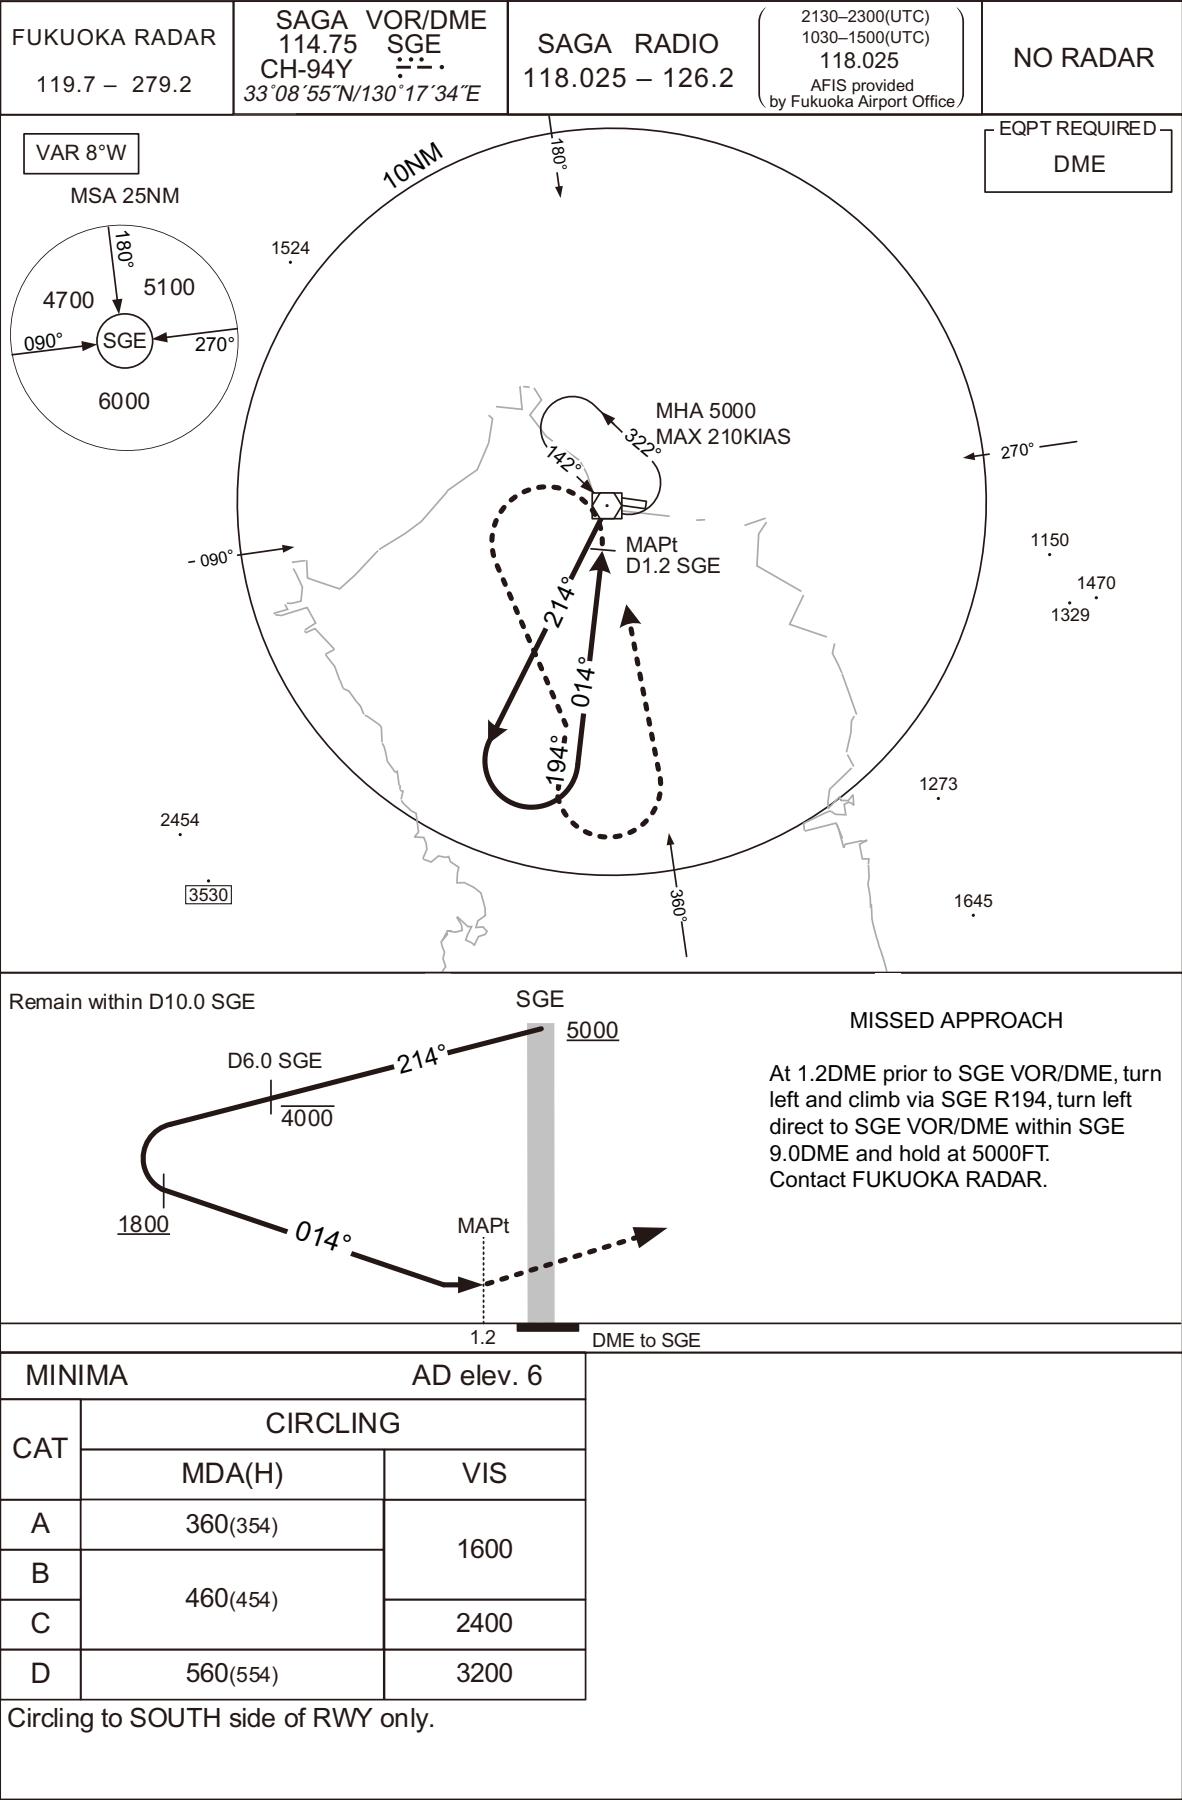 FUKUOKA RADAR
119.7 – 279.2
SAGA VOR/DME
114.75 SGE
CH-94Y
33°08´55˝N/130°17´34˝E
SAGA RADIO
118.025 – 126.2
2130–2300(UTC)
1030–1500(UTC)
118.025
AFIS provided
by Fukuoka Airport Office
NO RADAR
VAR 8°W
EQPT REQUIRED
DME
MSA 25NM
180°
4700
5100
090°
SGE
270°
6000
10NM
180°
1524
MHA 5000
MAX 210KIAS
322°
142°
270°
090°
MAPt
D1.2 SGE
1150
1470
1329
214°
014°
194°
1273
2454
3530
360°
1645
Remain within D10.0 SGE
SGE
5000
D6.0 SGE
214°
4000
1800
014°
MAPt
1.2
DME to SGE
MISSED APPROACH
At 1.2DME prior to SGE VOR/DME, turn
left and climb via SGE R194, turn left
direct to SGE VOR/DME within SGE
9.0DME and hold at 5000FT.
Contact FUKUOKA RADAR.
MINIMA AD elev. 6
CAT CIRCLING
MDA(H) VIS
A 360(354) 1600
B 460(454)
C 2400
D 560(554) 3200
Circling to SOUTH side of RWY only.